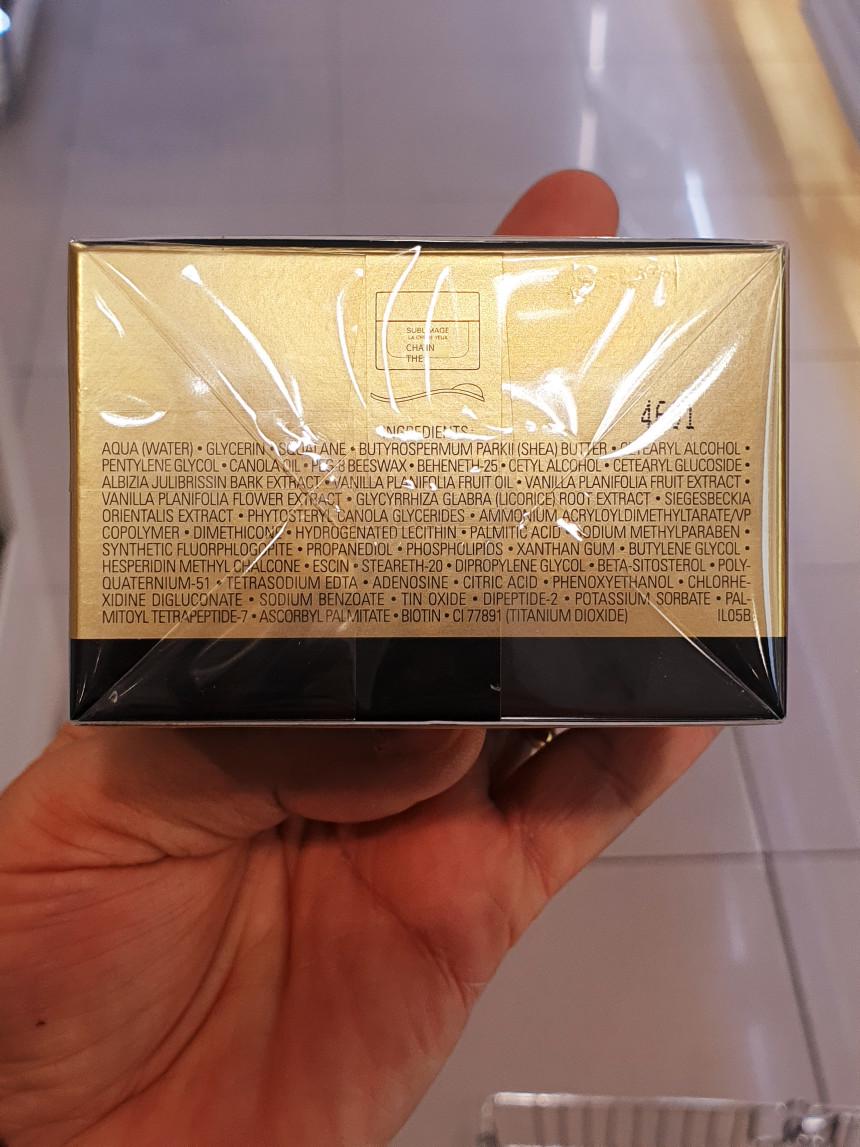 SUBLIMAGE
LA CRÈME YEUX
CHAIN
THE
INGREDIENTS:
AQUA (WATER) • GLYCERIN • SQUALANE • BUTYROSPERMUM PARKII (SHEA) BUTTER • CETEARYL ALCOHOL •
PENTYLENE GLYCOL • CANOLA OIL • PEG-8 BEESWAX • BEHENETH-25 • CETYL ALCOHOL • CETEARYL GLUCOSIDE •
ALBIZIA JULIBRISSIN BARK EXTRACT • VANILLA PLANIFOLIA FRUIT OIL • VANILLA PLANIFOLIA FRUIT EXTRACT •
VANILLA PLANIFOLIA FLOWER EXTRACT • GLYCYRRHIZA GLABRA (LICORICE) ROOT EXTRACT • SIEGESBECKIA
ORIENTALIS EXTRACT • PHYTOSTERYL CANOLA GLYCERIDES • AMMONIUM ACRYLOYLDIMETHYLTAURATE/VP
COPOLYMER • DIMETHICONE • HYDROGENATED LECITHIN • PALMITIC ACID • SODIUM METHYLPARABEN •
SYNTHETIC FLUORPHLOGOPITE • PROPANEDIOL • PHOSPHOLIPIDS • XANTHAN GUM • BUTYLENE GLYCOL •
HESPERIDIN METHYL CHALCONE • ESCIN • STEARETH-20 • DIPROPYLENE GLYCOL • BETA-SITOSTEROL • POLY-
QUATERNIUM-51 • TETRASODIUM EDTA • ADENOSINE • CITRIC ACID • PHENOXYETHANOL • CHLORHE-
XIDINE DIGLUCONATE • SODIUM BENZOATE • TIN OXIDE • DIPEPTIDE-2 • POTASSIUM SORBATE • PAL-
MITOYL TETRAPEPTIDE-7 • ASCORBYL PALMITATE • BIOTIN • CI 77891 (TITANIUM DIOXIDE) IL05B